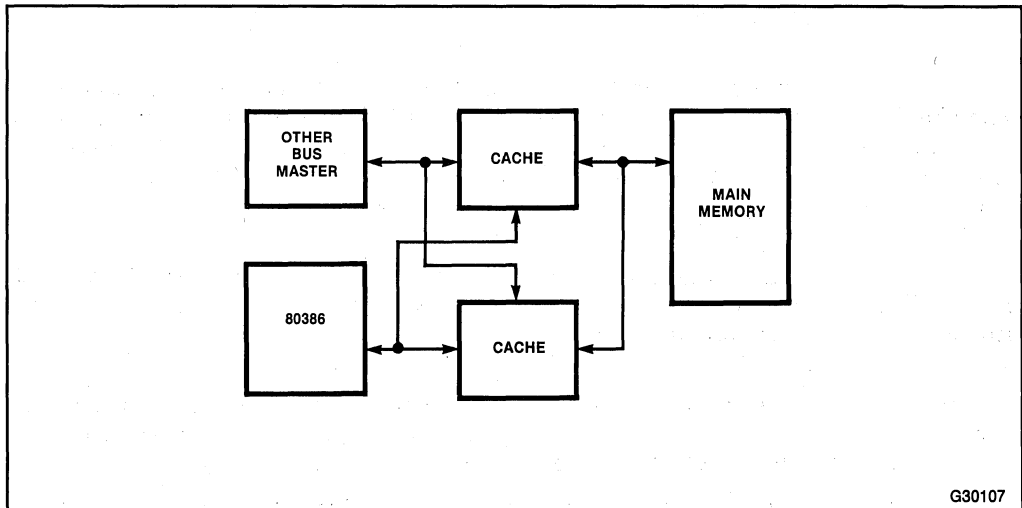 OTHER
BUS
MASTER
CACHE
MAIN
MEMORY
80386
CACHE
G30107